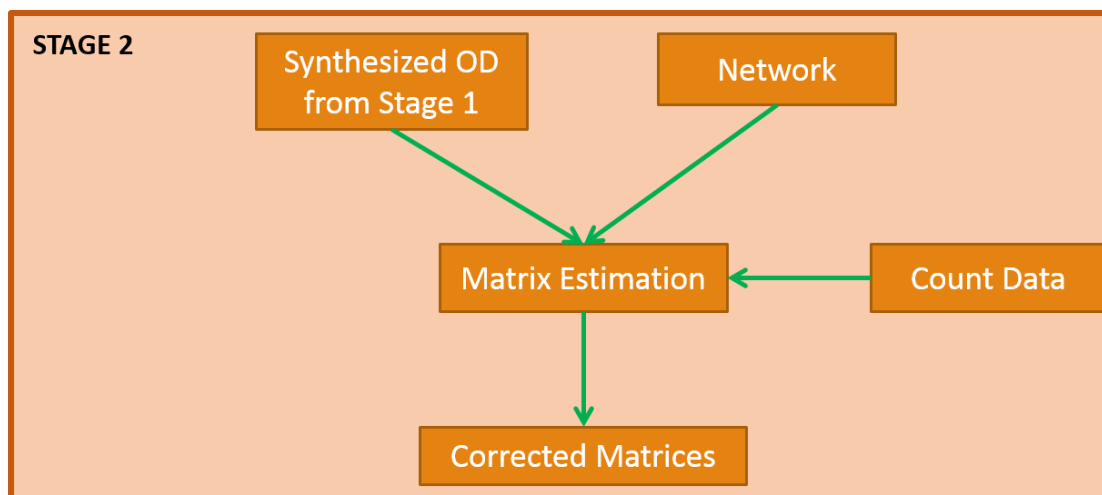 STAGE 2
Synthesized OD
from Stage 1
Network
Matrix Estimation
Count Data
Corrected Matrices